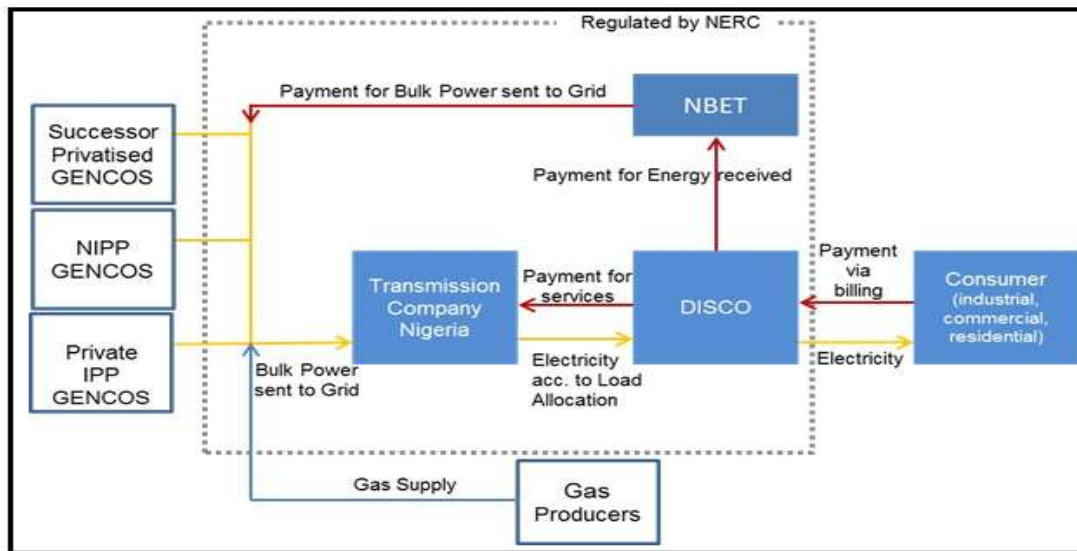 Regulated by NERC
Payment for Bulk Power sent to Grid
NBET
Successor
Privatised
GENCOS
Payment for Energy received
NIPP
GENCOS
Transmission
Company
Nigeria
Payment for
services
DISCO
Payment
via
billing
Consumer
(industrial,
commercial,
residential)
Private
IPP
GENCOS
Bulk Power
sent to Grid
Electricity
acc. to Load
Allocation
Electricity
Gas Supply
Gas
Producers